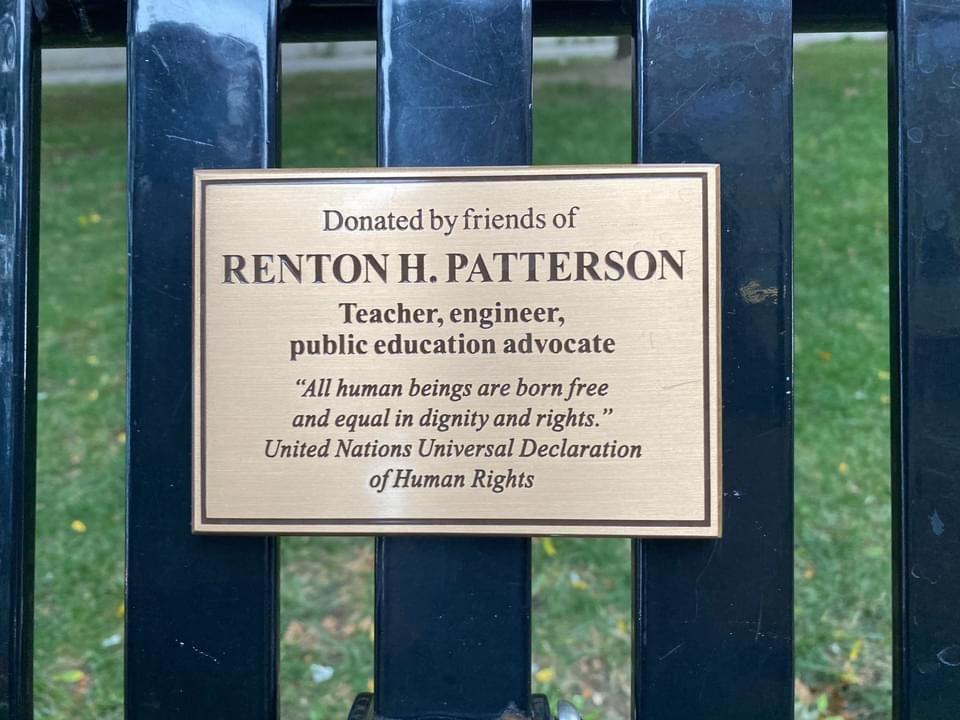 Donated by friends of
RENTON H. PATTERSON
Teacher, engineer,
public education advocate
“All human beings are born free
and equal in dignity and rights.”
United Nations Universal Declaration
of Human Rights